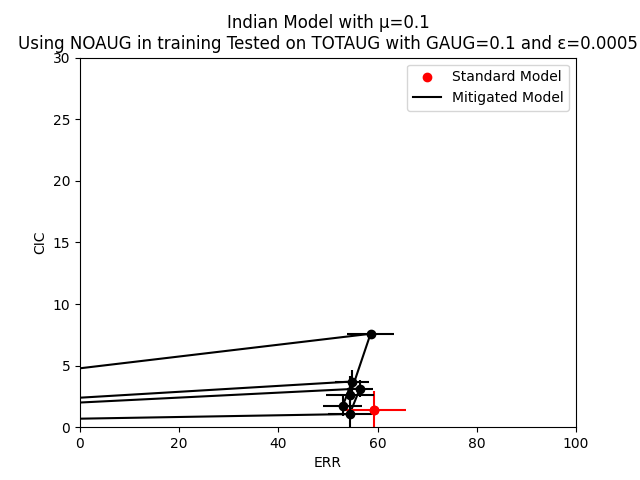 Indian Model with μ=0.1
Using NOAUG in training Tested on TOTAUG with GAUG=0.1 and ε=0.0005
Standard Model
Mitigated Model
CIC
30
25
20
15
10
5
0
0 20 40 60 80 100
ERR